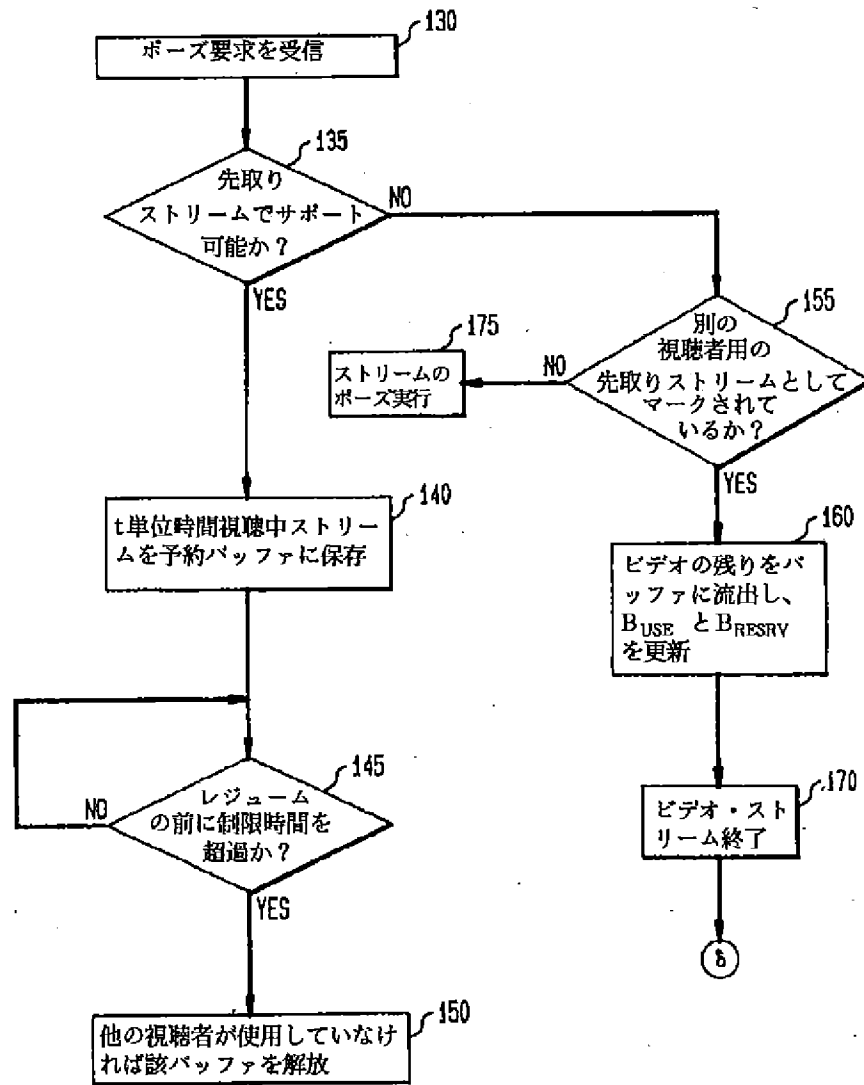 130
ポーズ要求を受信
135
先取り
ストリームでサポート
可能か？
NO
YES
155
別の
視聴者用の
先取りストリームとして
マークされて
いるか？
NO
YES
175
ストリームの
ポーズ実行
140
t単位時間視聴中ストリー
ムを予約バッファに保存
160
ビデオの残りをバ
ッファに流出し、
BUSE とBRESRV
を更新
145
レジューム
の前に制限時間を
超過か？
NO
YES
170
ビデオ・スト
リーム終了
δ
150
他の視聴者が使用していなけ
れば該バッファを解放